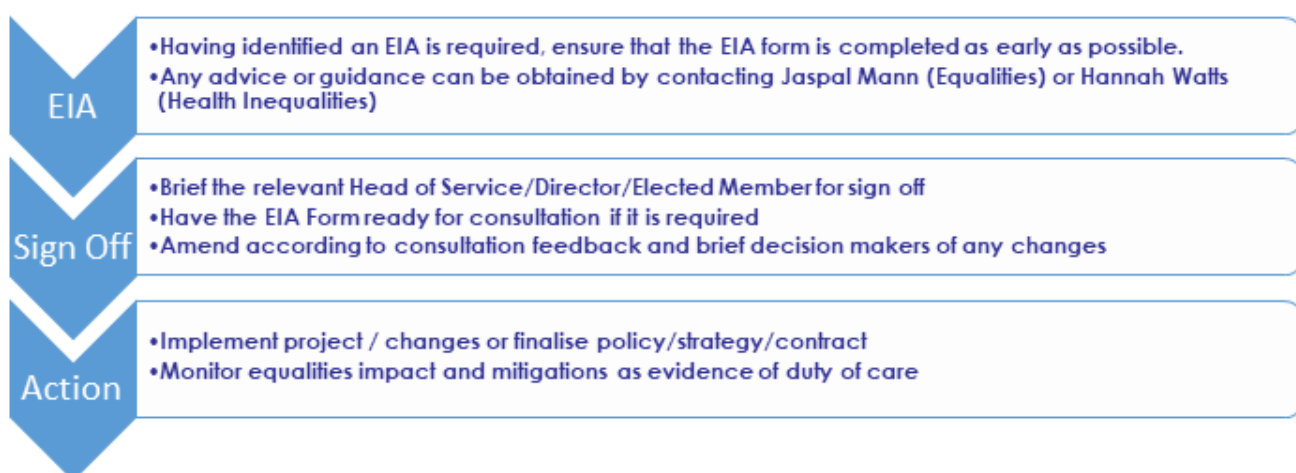 EIA
•Having identified an EIA is required, ensure that the EIA form is completed as early as possible.
•Any advice or guidance can be obtained by contacting Jaspal Mann (Equalities) or Hannah Watts
(Health Inequalities)
Sign Off
•Brief the relevant Head of Service/Director/Elected Member for sign off
•Have the EIA Form ready for consultation if it is required
•Amend according to consultation feedback and brief decision makers of any changes
Action
•Implement project / changes or finalise policy/strategy/contract
•Monitor equalities impact and mitigations as evidence of duty of care